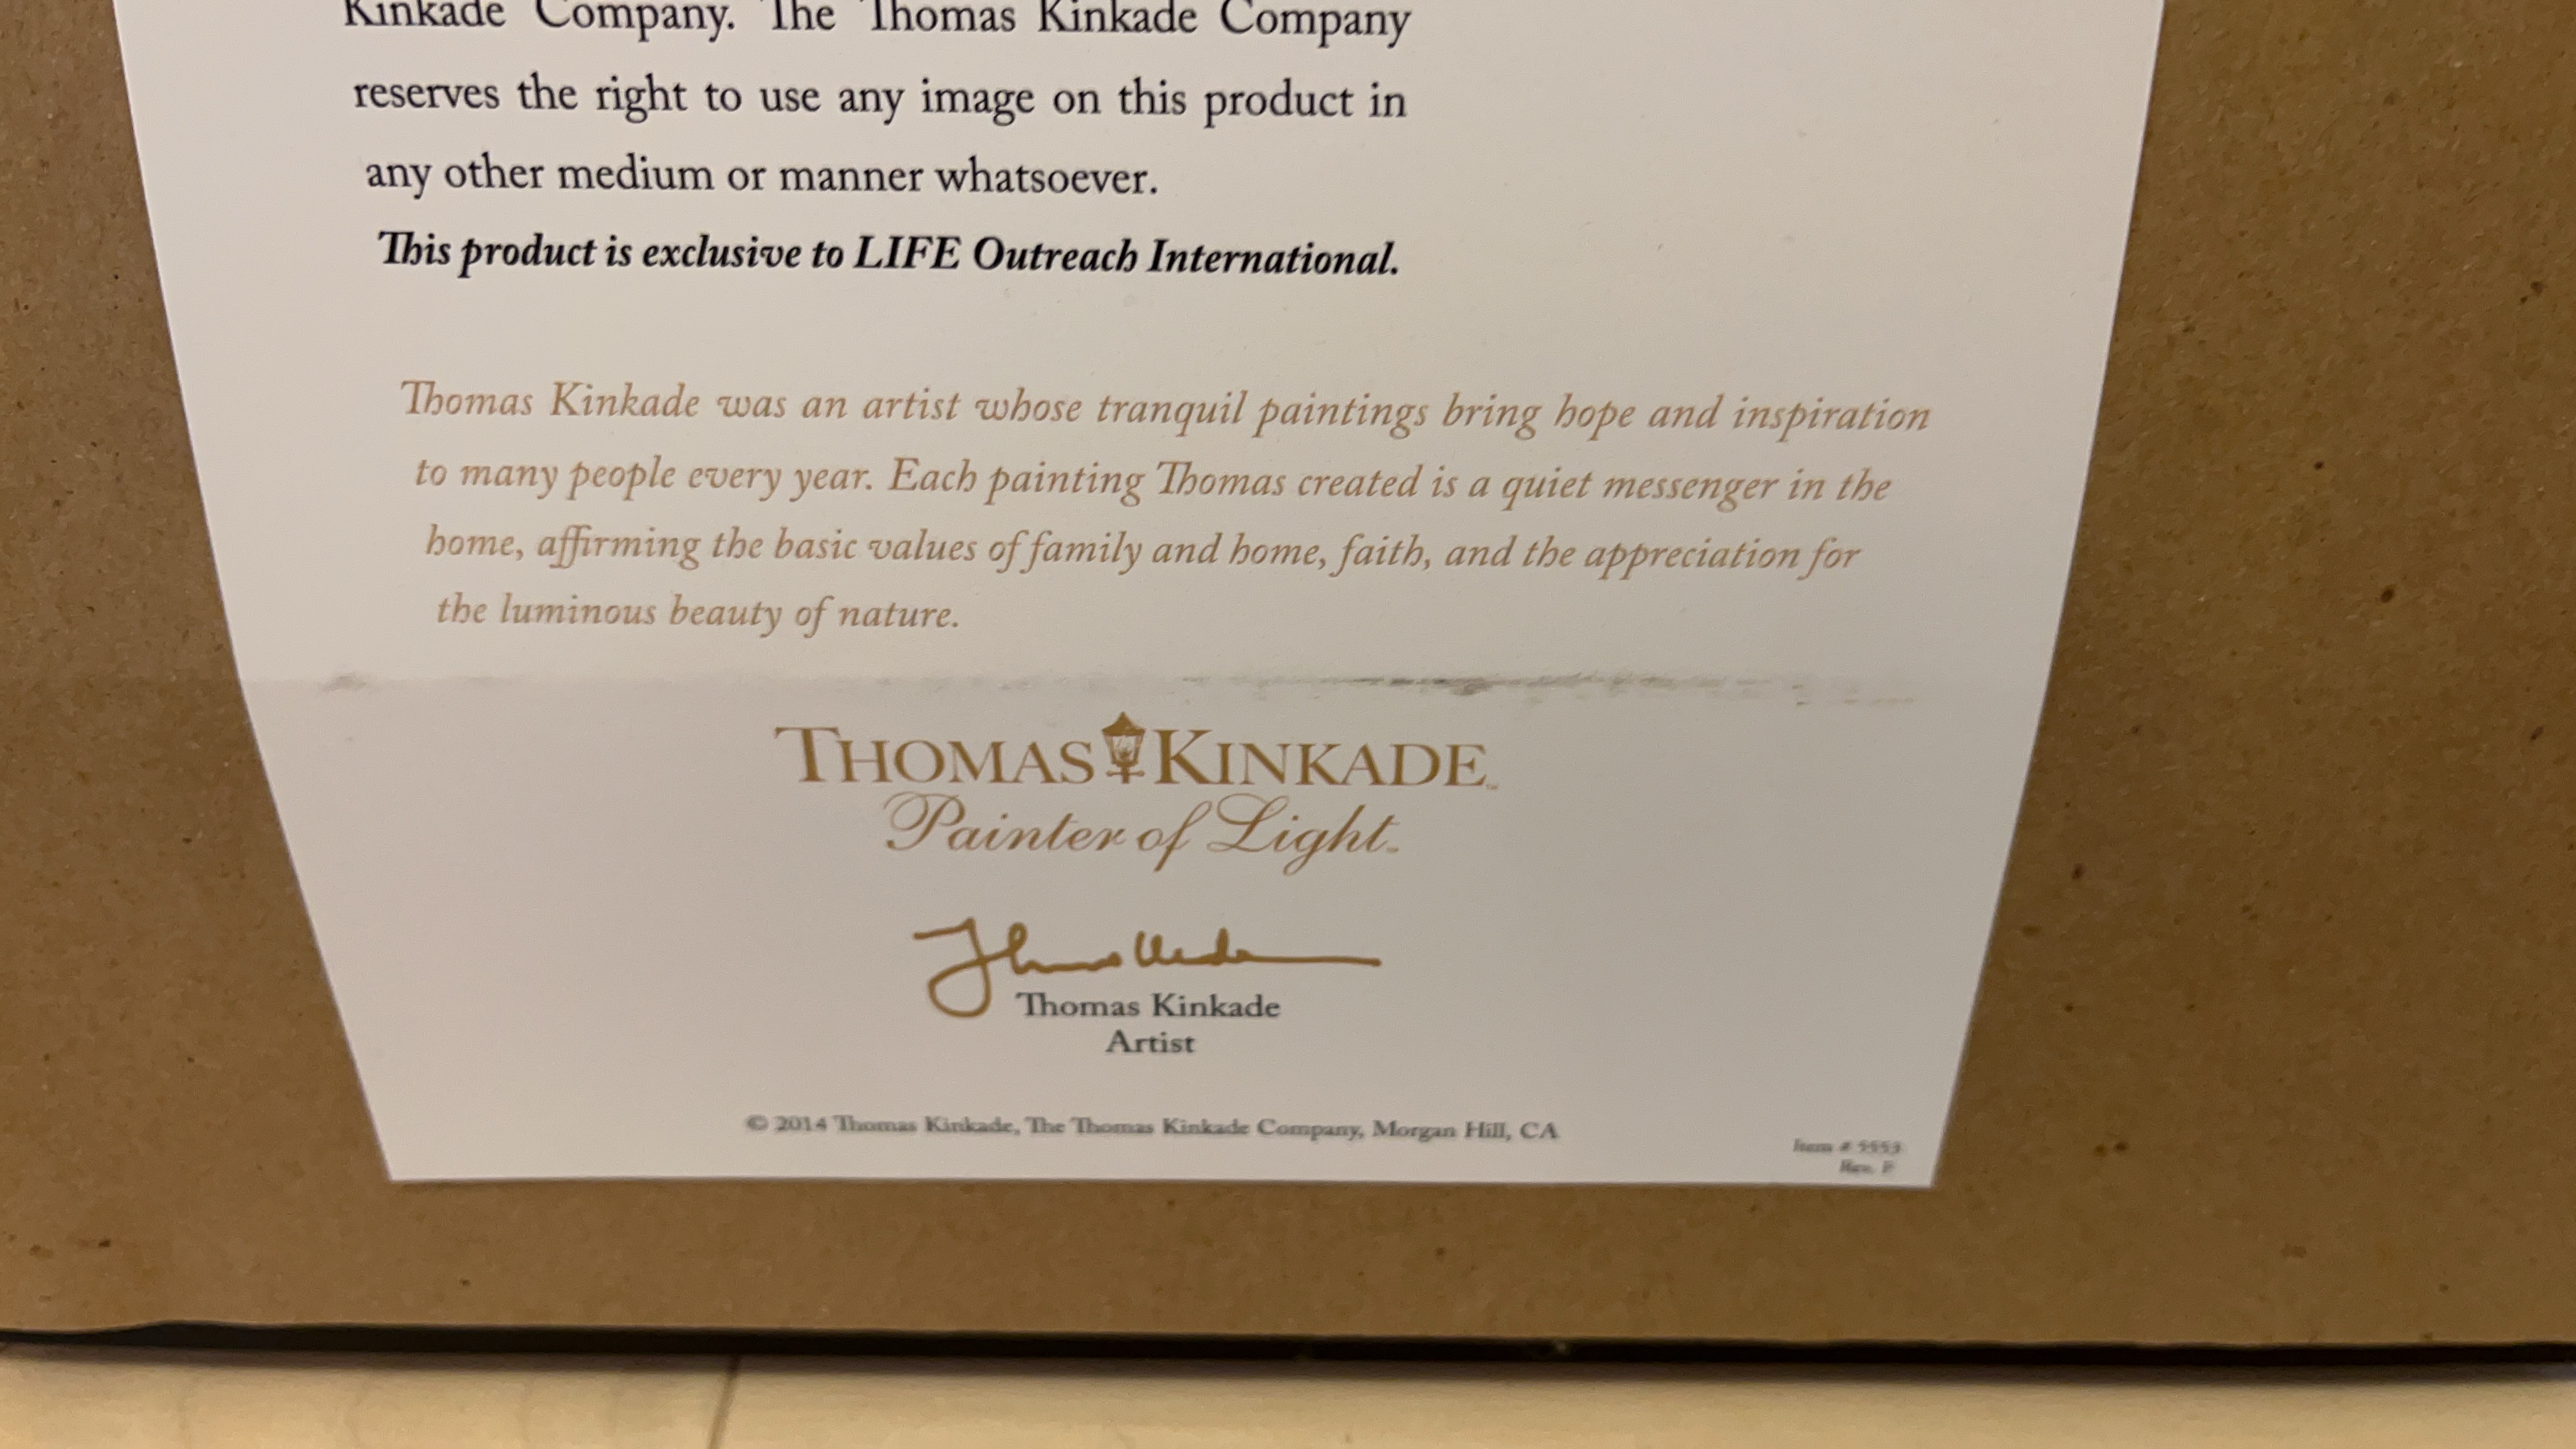 Kinkade Company. The Thomas Kinkade Company
reserves the right to use any image on this product in
any other medium or manner whatsoever.
This product is exclusive to LIFE Outreach International.
Thomas Kinkade was an artist whose tranquil paintings bring hope and inspiration
to many people every year. Each painting Thomas created is a quiet messenger in the
home, affirming the basic values of family and home, faith, and the appreciation for
the luminous beauty of nature.
THOMAS KINKADE™
Painter of Light™
Thomas Kinkade
Artist
© 2014 Thomas Kinkade, The Thomas Kinkade Company, Morgan Hill, CA
Item #
Rev.